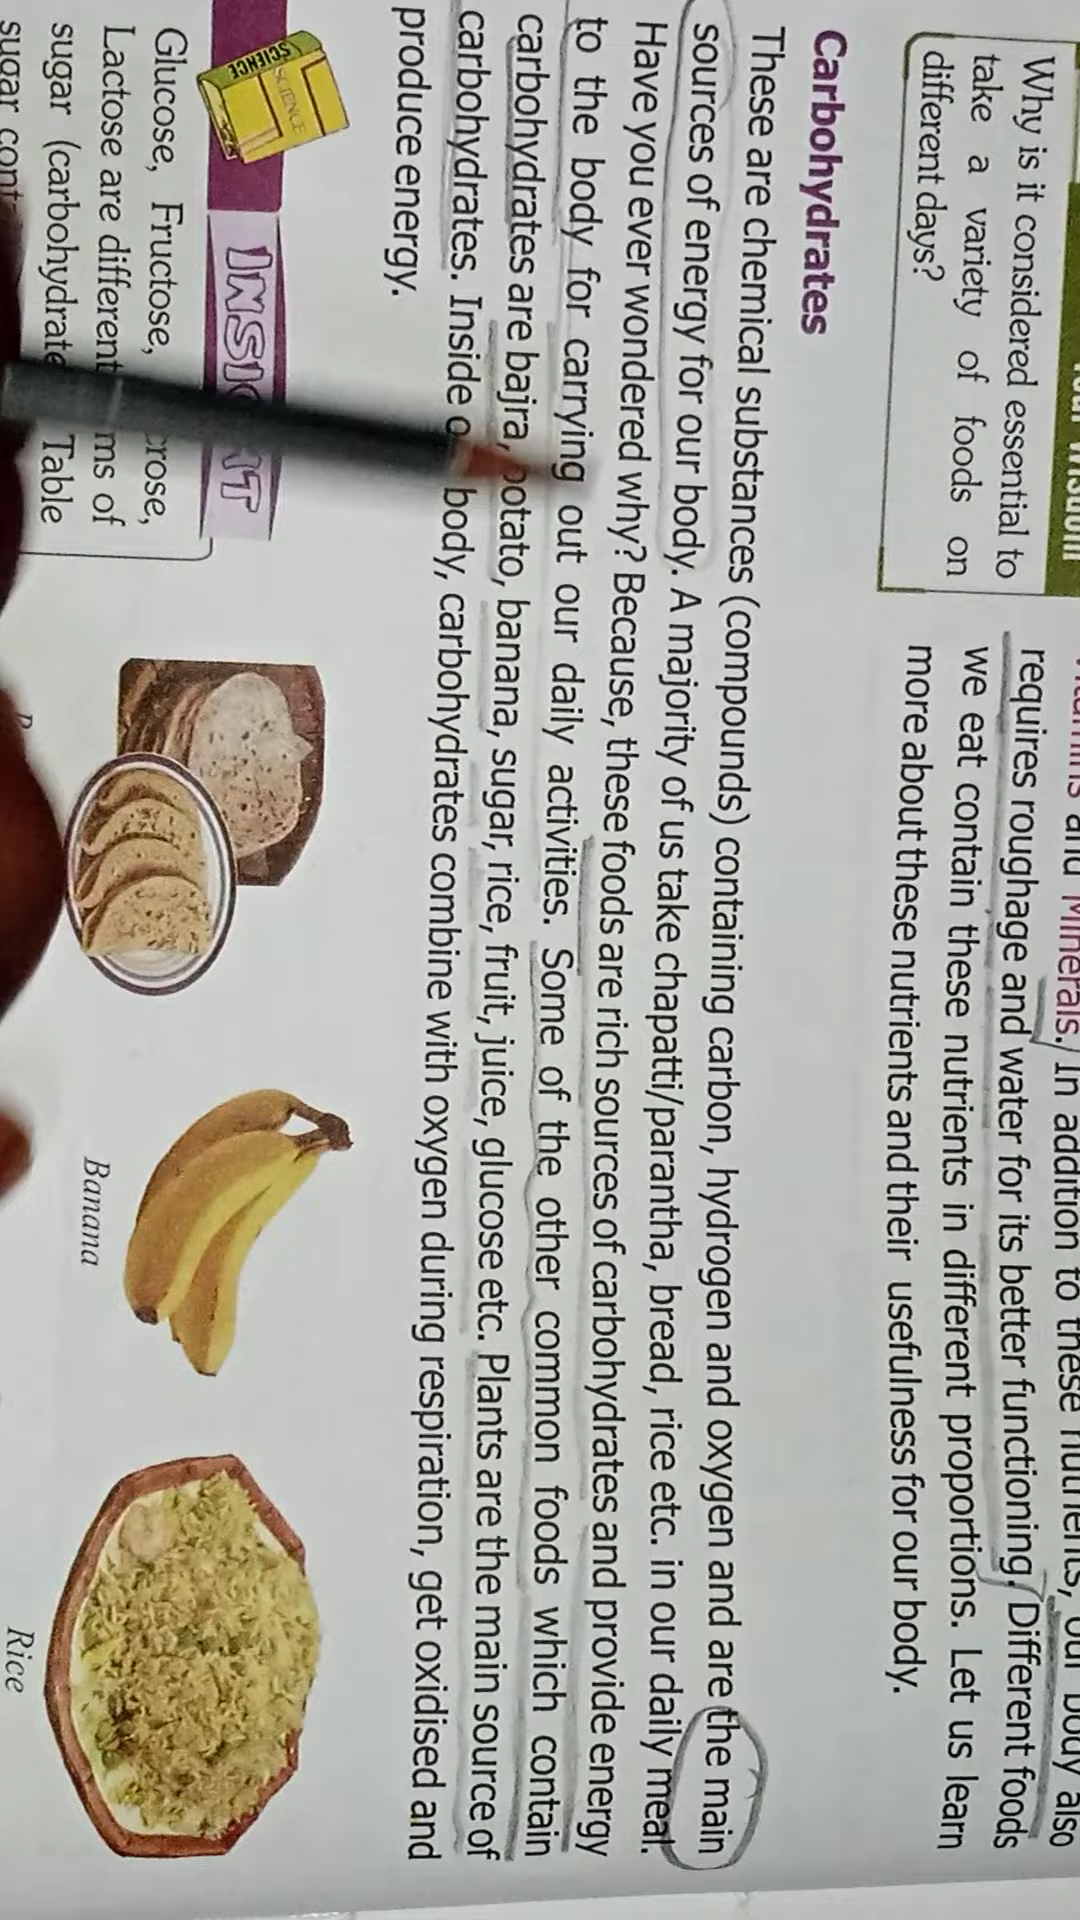 Your Wisdom
Why is it considered essential to
take a variety of foods on
different days?
and Minerals. In addition to these nutrients, our body also
requires roughage and water for its better functioning. Different foods
we eat contain these nutrients in different proportions. Let us learn
more about these nutrients and their usefulness for our body.
Carbohydrates
These are chemical substances (compounds) containing carbon, hydrogen and oxygen and are the main
sources of energy for our body. A majority of us take chapatti/parantha, bread, rice etc. in our daily meal.
Have you ever wondered why? Because, these foods are rich sources of carbohydrates and provide energy
to the body for carrying out our daily activities. Some of the other common foods which contain
carbohydrates are bajra, potato, banana, sugar, rice, fruit, juice, glucose etc. Plants are the main source of
carbohydrates. Inside body, carbohydrates combine with oxygen during respiration, get oxidised and
produce energy.
SCIENCE
SCIENCE
INSIGHT
Glucose, Fructose,
Lactose are different of
sugar (carbohydrate Table
sugar
Banana
Rice